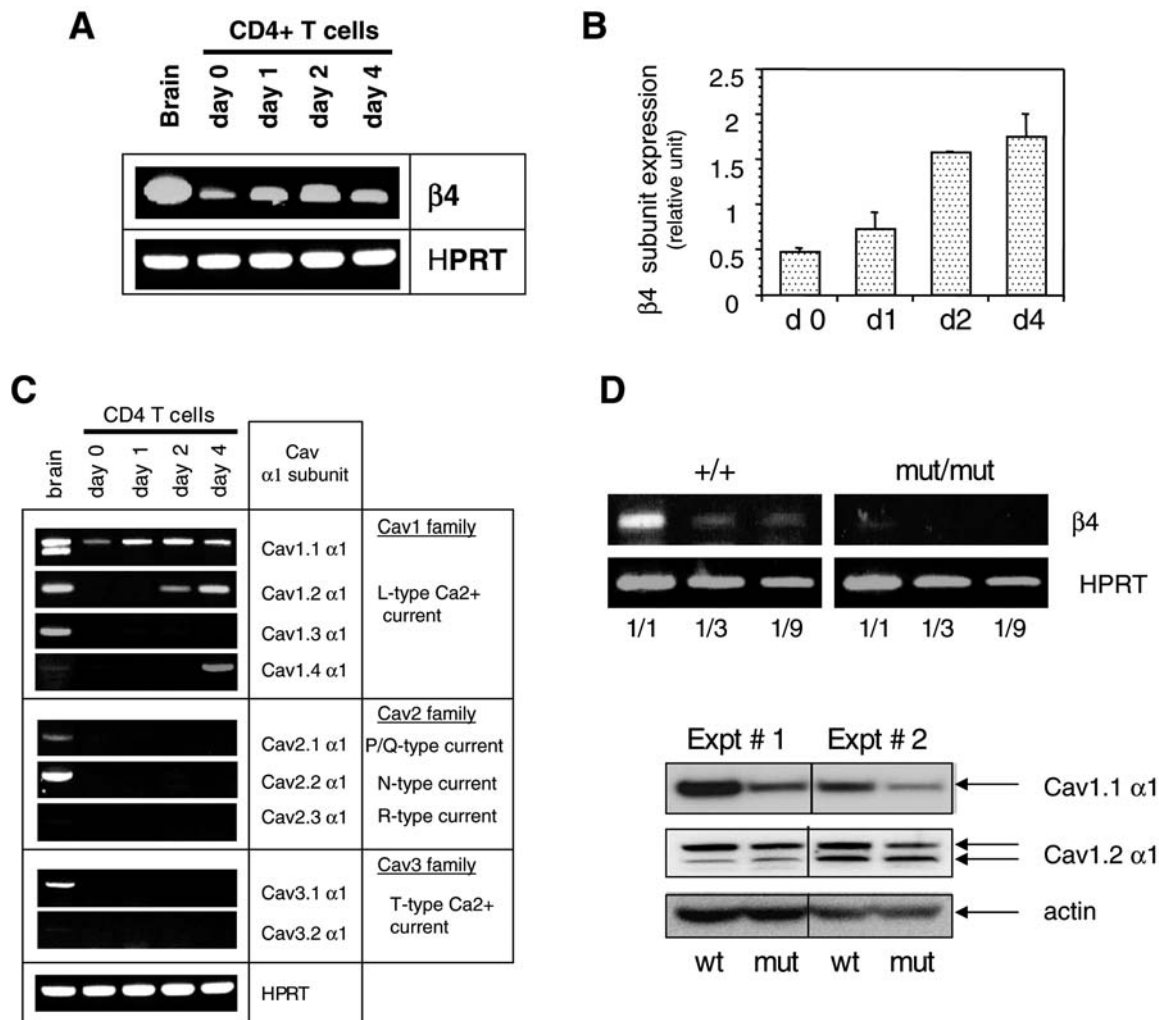 A
CD4+ T cells
Brain
day 0
day 1
day 2
day 4
β4
HPRT
B
β4 subunit expression
(relative unit)
2.5
2
1.5
1
0.5
0
d 0
d1
d2
d4
C
CD4 T cells
brain
day 0
day 1
day 2
day 4
Cav
α1 subunit
Cav1 family
Cav1.1 α1
Cav1.2 α1
L-type Ca2+
current
Cav1.3 α1
Cav1.4 α1
Cav2 family
Cav2.1 α1
P/Q-type current
Cav2.2 α1
N-type current
Cav2.3 α1
R-type current
Cav3 family
Cav3.1 α1
T-type Ca2+
current
Cav3.2 α1
HPRT
D
+/+
mut/mut
β4
HPRT
1/1 1/3 1/9 1/1 1/3 1/9
Expt # 1 Expt # 2
Cav1.1 α1
Cav1.2 α1
actin
wt mut wt mut